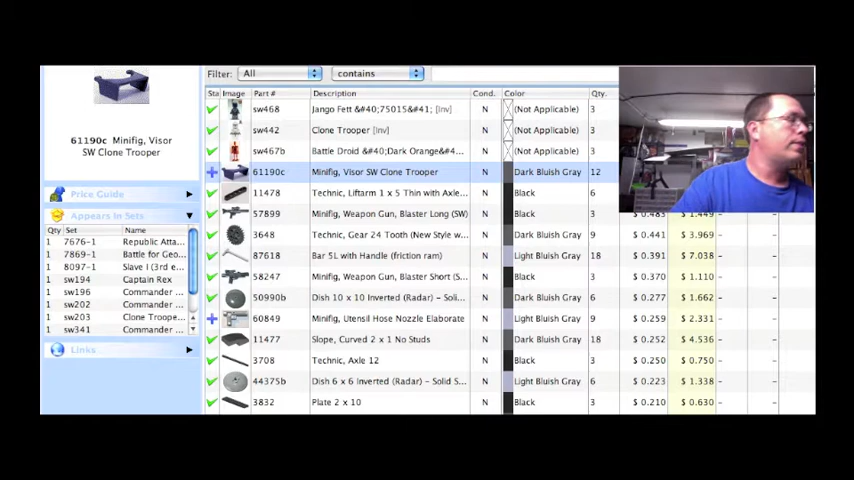 Filter: All contains
Sta Image Part # Description Cond. Color Qty.
sw468 Jango Fett &#40;75015&#41; [Inv] N (Not Applicable) 3
sw442 Clone Trooper [Inv] N (Not Applicable) 3
sw467b Battle Droid &#40;Dark Orange&#4... N (Not Applicable) 3
61190c Minifig, Visor SW Clone Trooper N Dark Bluish Gray 12
11478 Technic, Liftarm 1 x 5 Thin with Axle... N Black 6
57899 Minifig, Weapon Gun, Blaster Long (SW) N Black 3 $ 0.483 $ 1.449 – –
3648 Technic, Gear 24 Tooth (New Style w... N Dark Bluish Gray 9 $ 0.441 $ 3.969 – –
87618 Bar 5L with Handle (friction ram) N Light Bluish Gray 18 $ 0.391 $ 7.038 – –
58247 Minifig, Weapon Gun, Blaster Short (S... N Black 3 $ 0.370 $ 1.110 – –
50990b Dish 10 x 10 Inverted (Radar) – Soli... N Dark Bluish Gray 6 $ 0.277 $ 1.662 – –
60849 Minifig, Utensil Hose Nozzle Elaborate N Light Bluish Gray 9 $ 0.259 $ 2.331 – –
11477 Slope, Curved 2 x 1 No Studs N Dark Bluish Gray 18 $ 0.252 $ 4.536 – –
3708 Technic, Axle 12 N Black 3 $ 0.250 $ 0.750 – –
44375b Dish 6 x 6 Inverted (Radar) – Solid S... N Light Bluish Gray 6 $ 0.223 $ 1.338 – –
3832 Plate 2 x 10 N Black 3 $ 0.210 $ 0.630 – –
61190c Minifig, Visor
SW Clone Trooper
Price Guide
Appears In Sets
Qty Set Name
1 7676-1 Republic Atta...
1 7869-1 Battle for Geo...
1 8097-1 Slave I (3rd e...
1 sw194 Captain Rex
1 sw196 Commander ...
1 sw202 Commander ...
1 sw203 Clone Troope...
1 sw341 Commander ...
Links